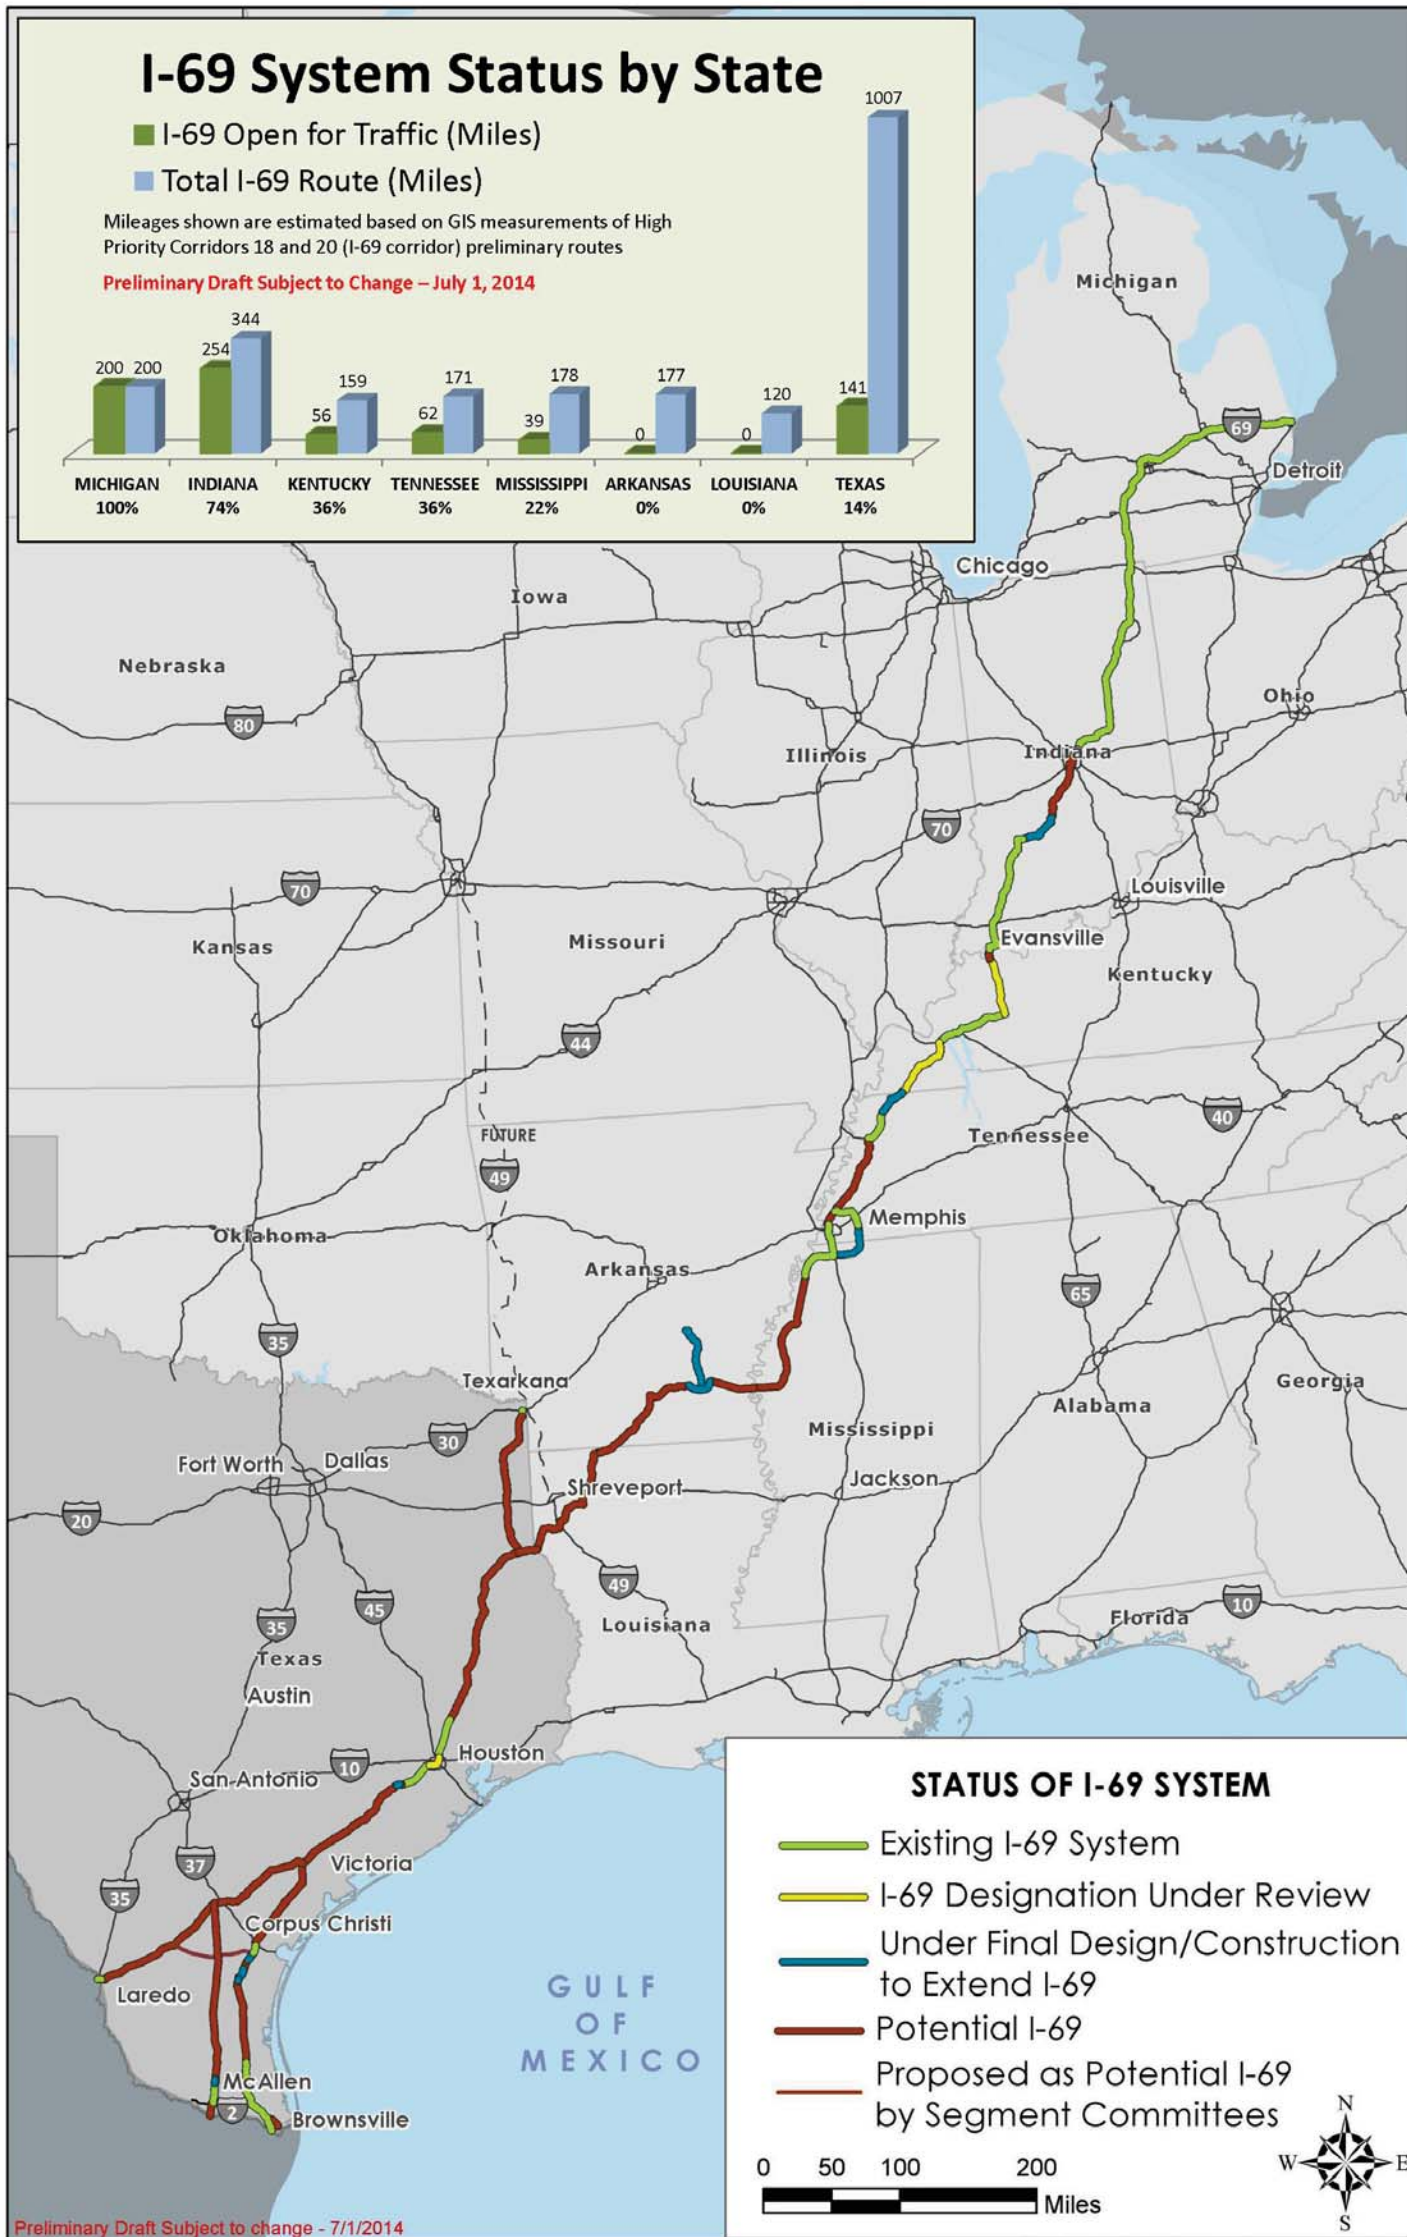 I-69 System Status by State
I-69 Open for Traffic (Miles)
Total I-69 Route (Miles)
Mileages shown are estimated based on GIS measurements of High
Priority Corridors 18 and 20 (I-69 corridor) preliminary routes
Preliminary Draft Subject to Change – July 1, 2014
1007
344
254
200 200
159
171
178
177
56
62
39
0
0
120
141
MICHIGAN INDIANA KENTUCKY TENNESSEE MISSISSIPPI ARKANSAS LOUISIANA TEXAS
100% 74% 36% 36% 22% 0% 0% 14%
Michigan
69
Detroit
Chicago
Iowa
Nebraska
Ohio
80
Illinois
Indiana
70
70
Louisville
Kansas
Missouri
Evansville
Kentucky
44
40
FUTURE
49
Tennessee
Memphis
Oklahoma
Arkansas
65
35
Texarkana
Georgia
Alabama
Mississippi
30
Fort Worth
Dallas
Jackson
Shreveport
20
49
45
35
10
Florida
Louisiana
Texas
Austin
Houston
10
San Antonio
37
Victoria
35
Corpus Christi
Laredo
McAllen
2
Brownsville
GULF
OF
MEXICO
STATUS OF I-69 SYSTEM
Existing I-69 System
I-69 Designation Under Review
Under Final Design/Construction
to Extend I-69
Potential I-69
Proposed as Potential I-69
by Segment Committees
N
W E
S
0 50 100 200
Miles
Preliminary Draft Subject to change - 7/1/2014